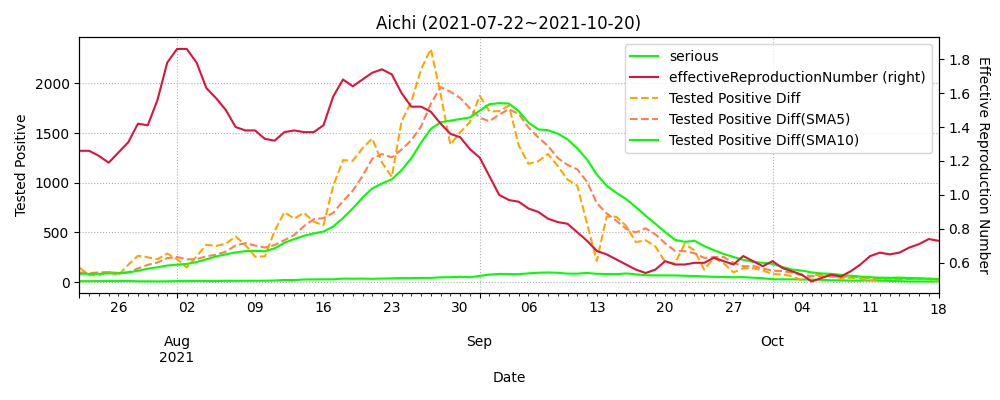 Aichi (2021-07-22~2021-10-20)
serious
effectiveReproductionNumber (right)
Tested Positive Diff
Tested Positive Diff(SMA5)
Tested Positive Diff(SMA10)
Tested Positive
2000
1500
1000
500
0
1.8
1.6
1.4
1.2
1.0
0.8
0.6
Effective Reproduction Number
26 02 09 16 23 30 06 13 20 27 04 11 18
Aug Sep Oct
2021
Date